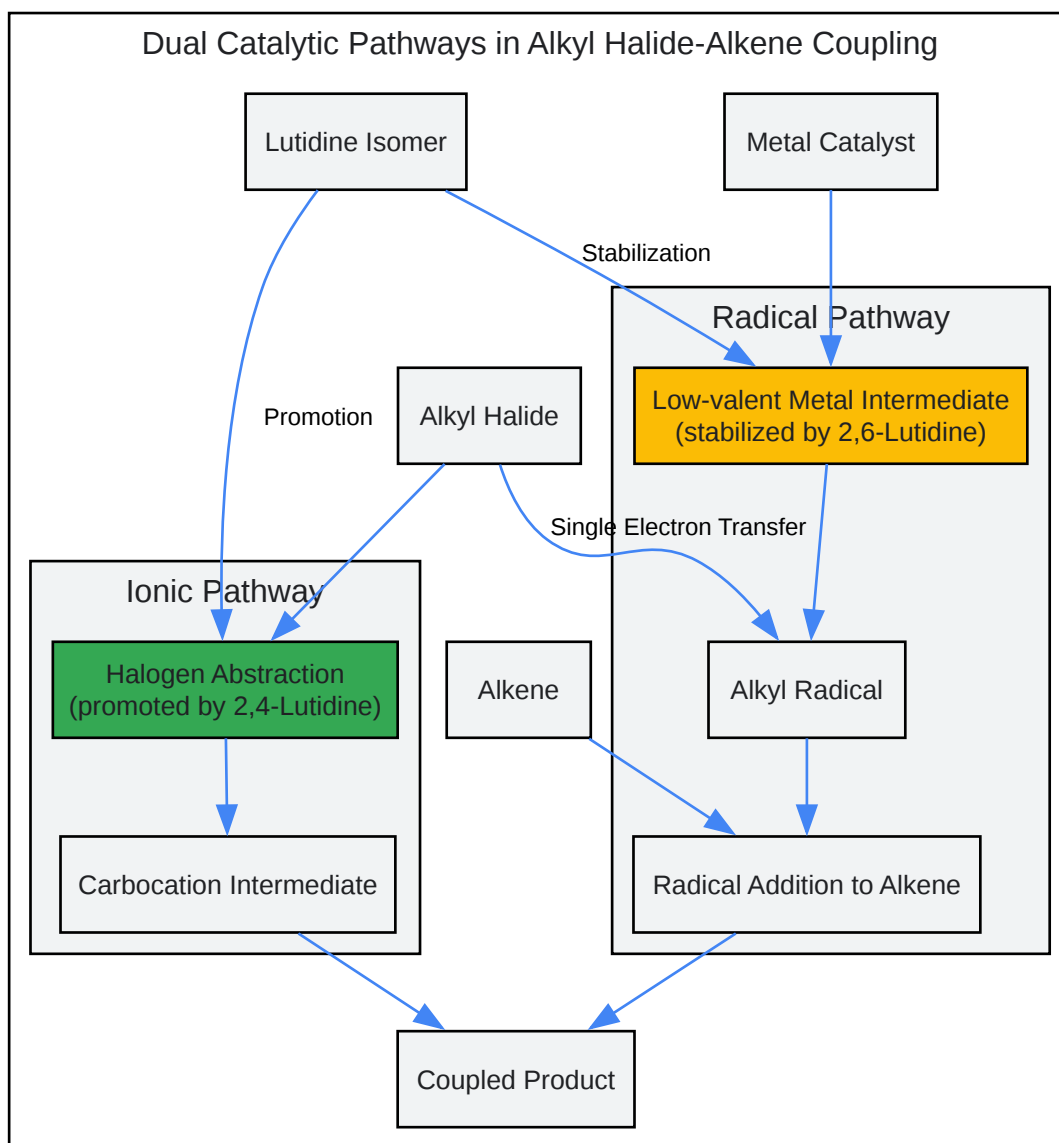 Dual Catalytic Pathways in Alkyl Halide-Alkene Coupling
Lutidine Isomer
Metal Catalyst
Stabilization
Radical Pathway
Low-valent Metal Intermediate
(stabilized by 2,6-Lutidine)
Alkyl Halide
Promotion
Single Electron Transfer
Ionic Pathway
Halogen Abstraction
(promoted by 2,4-Lutidine)
Alkene
Alkyl Radical
Carbocation Intermediate
Radical Addition to Alkene
Coupled Product